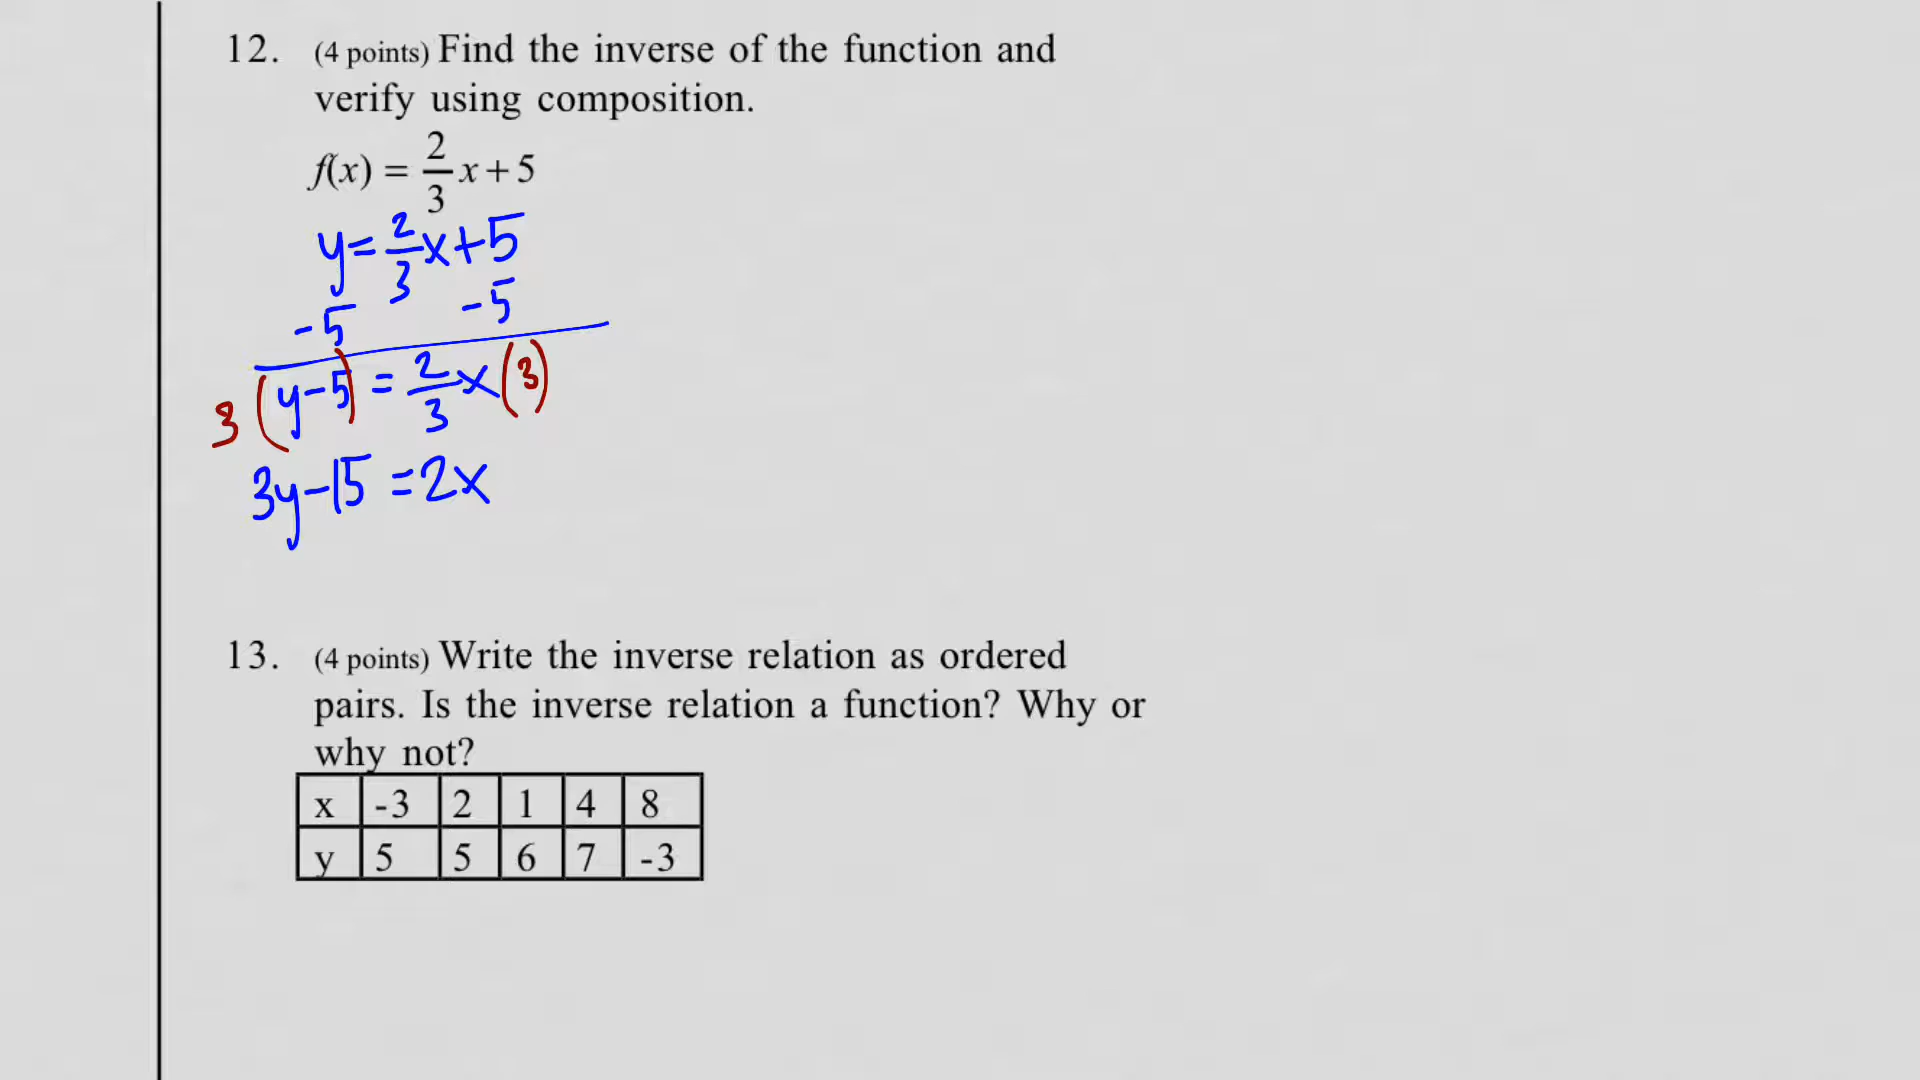 12. (4 points) Find the inverse of the function and
verify using composition.
f(x) = 2/3 x + 5
y = 2/3 x + 5
-5 -5
3 (y - 5) = 2/3 x (3)
3y - 15 = 2x
13. (4 points) Write the inverse relation as ordered
pairs. Is the inverse relation a function? Why or
why not?
x -3 2 1 4 8
y 5 5 6 7 -3